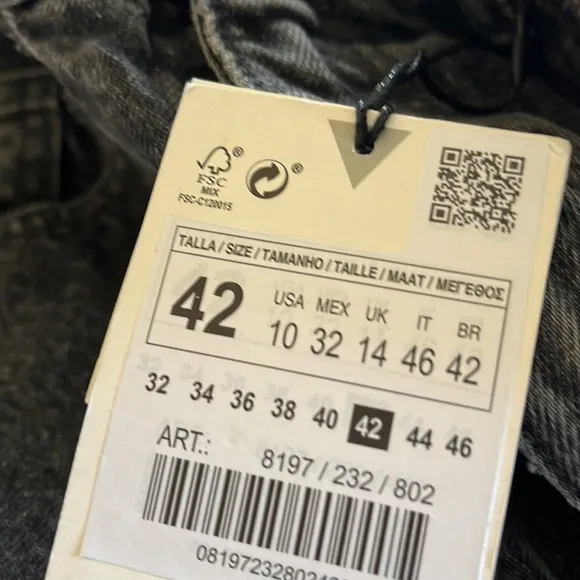 FSC
MIX
FSC-C120015
TALLA / SIZE / TAMANHO / TAILLE / MAAT / ΜΕΓΕΘΟΣ
42
USA MEX UK IT BR
10 32 14 46 42
32 34 36 38 40 42 44 46
ART.: 8197 / 232 / 802